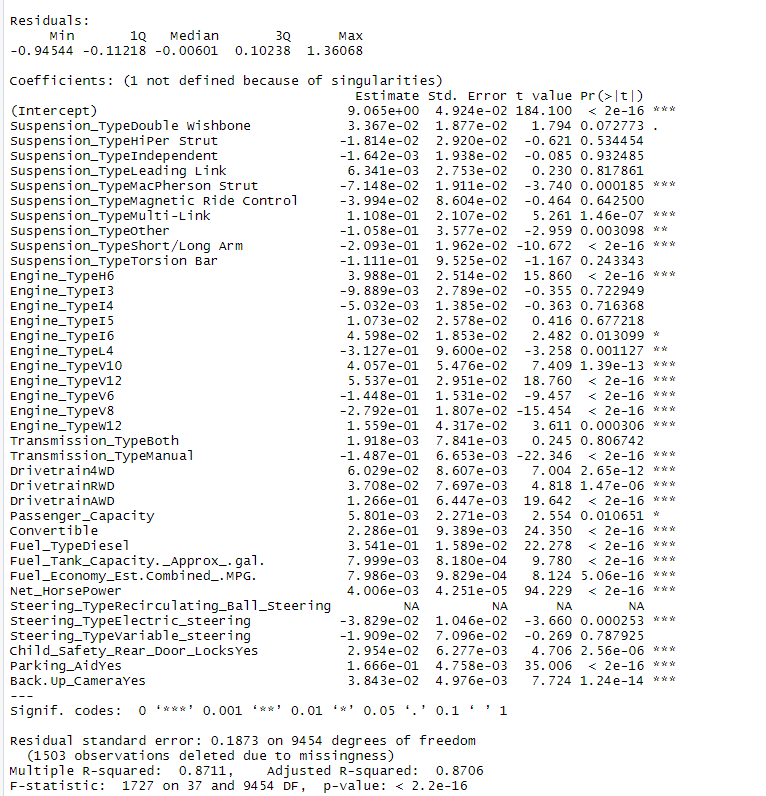 Residuals:
     Min       1Q   Median       3Q      Max
-0.94544 -0.11218 -0.00601  0.10238  1.36068
Coefficients: (1 not defined because of singularities)
Estimate Std. Error t value Pr(>|t|)
(Intercept) 9.065e+00 4.924e-02 184.100 < 2e-16 ***
Suspension_TypeDouble Wishbone 3.367e-02 1.877e-02 1.794 0.072773 .
Suspension_TypeHiPer Strut -1.814e-02 2.920e-02 -0.621 0.534454
Suspension_TypeIndependent -1.642e-03 1.938e-02 -0.085 0.932485
Suspension_TypeLeading Link 6.341e-03 2.753e-02 0.230 0.817861
Suspension_TypeMacPherson Strut -7.148e-02 1.911e-02 -3.740 0.000185 ***
Suspension_TypeMagnetic Ride Control -3.994e-02 8.604e-02 -0.464 0.642500
Suspension_TypeMulti-Link 1.108e-01 2.107e-02 5.261 1.46e-07 ***
Suspension_TypeOther -1.058e-01 3.577e-02 -2.959 0.003098 **
Suspension_TypeShort/Long Arm -2.093e-01 1.962e-02 -10.672 < 2e-16 ***
Suspension_TypeTorsion Bar -1.111e-01 9.525e-02 -1.167 0.243343
Engine_TypeH6 3.988e-01 2.514e-02 15.860 < 2e-16 ***
Engine_TypeI3 -9.889e-03 2.789e-02 -0.355 0.722949
Engine_TypeI4 -5.032e-03 1.385e-02 -0.363 0.716368
Engine_TypeI5 1.073e-02 2.578e-02 0.416 0.677218
Engine_TypeI6 4.598e-02 1.853e-02 2.482 0.013099 *
Engine_TypeL4 -3.127e-01 9.600e-02 -3.258 0.001127 **
Engine_TypeV10 4.057e-01 5.476e-02 7.409 1.39e-13 ***
Engine_TypeV12 5.537e-01 2.951e-02 18.760 < 2e-16 ***
Engine_TypeV6 -1.448e-01 1.531e-02 -9.457 < 2e-16 ***
Engine_TypeV8 -2.792e-01 1.807e-02 -15.454 < 2e-16 ***
Engine_TypeW12 1.559e-01 4.317e-02 3.611 0.000306 ***
Transmission_TypeBoth 1.918e-03 7.841e-03 0.245 0.806742
Transmission_TypeManual -1.487e-01 6.653e-03 -22.346 < 2e-16 ***
Drivetrain4WD 6.029e-02 8.607e-03 7.004 2.65e-12 ***
DrivetrainRWD 3.708e-02 7.697e-03 4.818 1.47e-06 ***
DrivetrainAWD 1.266e-01 6.447e-03 19.642 < 2e-16 ***
Passenger_Capacity 5.801e-03 2.271e-03 2.554 0.010651 *
Convertible 2.286e-01 9.389e-03 24.350 < 2e-16 ***
Fuel_TypeDiesel 3.541e-01 1.589e-02 22.278 < 2e-16 ***
Fuel_Tank_Capacity._Approx_.gal. 7.999e-03 8.180e-04 9.780 < 2e-16 ***
Fuel_Economy_Est.Combined_.MPG. 7.986e-03 9.829e-04 8.124 5.06e-16 ***
Net_HorsePower 4.006e-03 4.251e-05 94.229 < 2e-16 ***
Steering_TypeRecirculating_Ball_Steering NA NA NA NA
Steering_TypeElectric_steering -3.829e-02 1.046e-02 -3.660 0.000253 ***
Steering_TypeVariable_steering -1.909e-02 7.096e-02 -0.269 0.787925
Child_Safety_Rear_Door_LocksYes 2.954e-02 6.277e-03 4.706 2.56e-06 ***
Parking_AidYes 1.666e-01 4.758e-03 35.006 < 2e-16 ***
Back.Up_CameraYes 3.843e-02 4.976e-03 7.724 1.24e-14 ***
---
Signif. codes:  0 ‘***’ 0.001 ‘**’ 0.01 ‘*’ 0.05 ‘.’ 0.1 ‘ ’ 1
Residual standard error: 0.1873 on 9454 degrees of freedom
  (1503 observations deleted due to missingness)
Multiple R-squared:  0.8711,    Adjusted R-squared:  0.8706
F-statistic:  1727 on 37 and 9454 DF,  p-value: < 2.2e-16